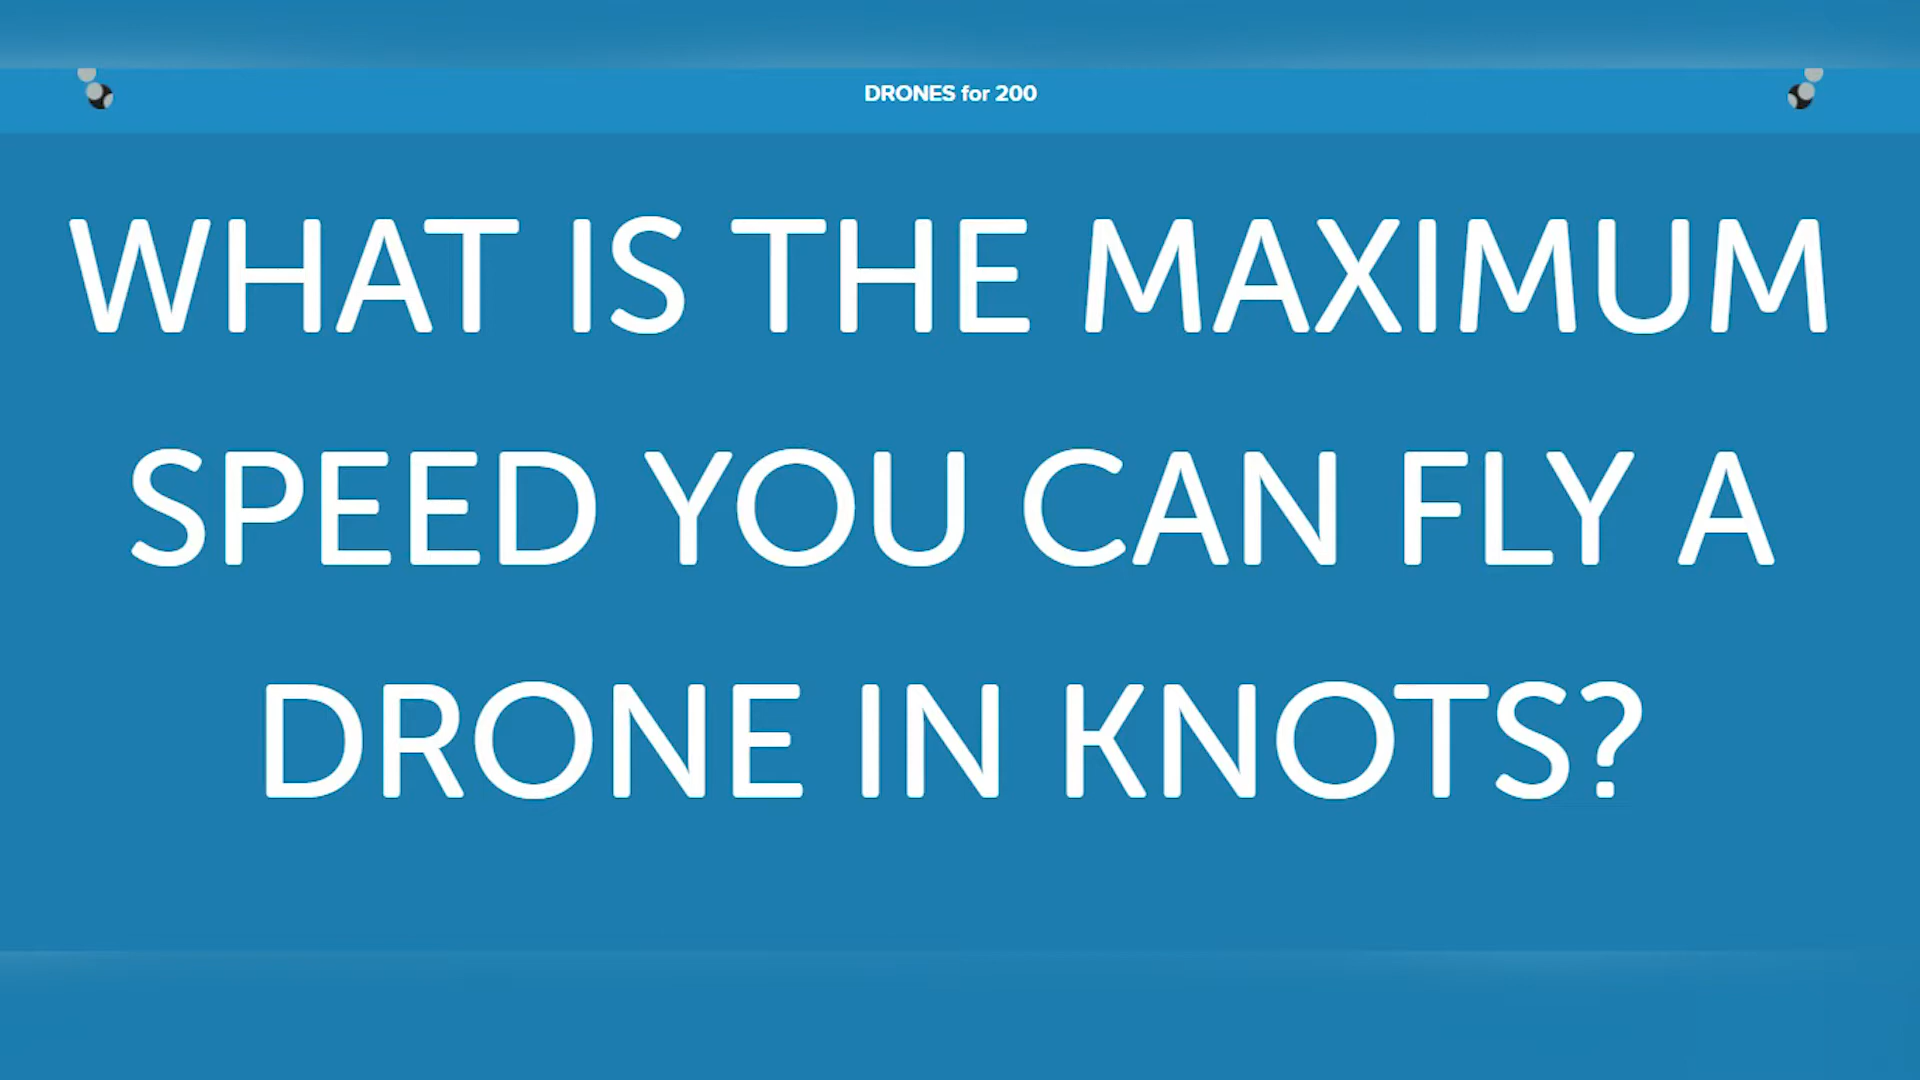 DRONES for 200
WHAT IS THE MAXIMUM
SPEED YOU CAN FLY A
DRONE IN KNOTS?